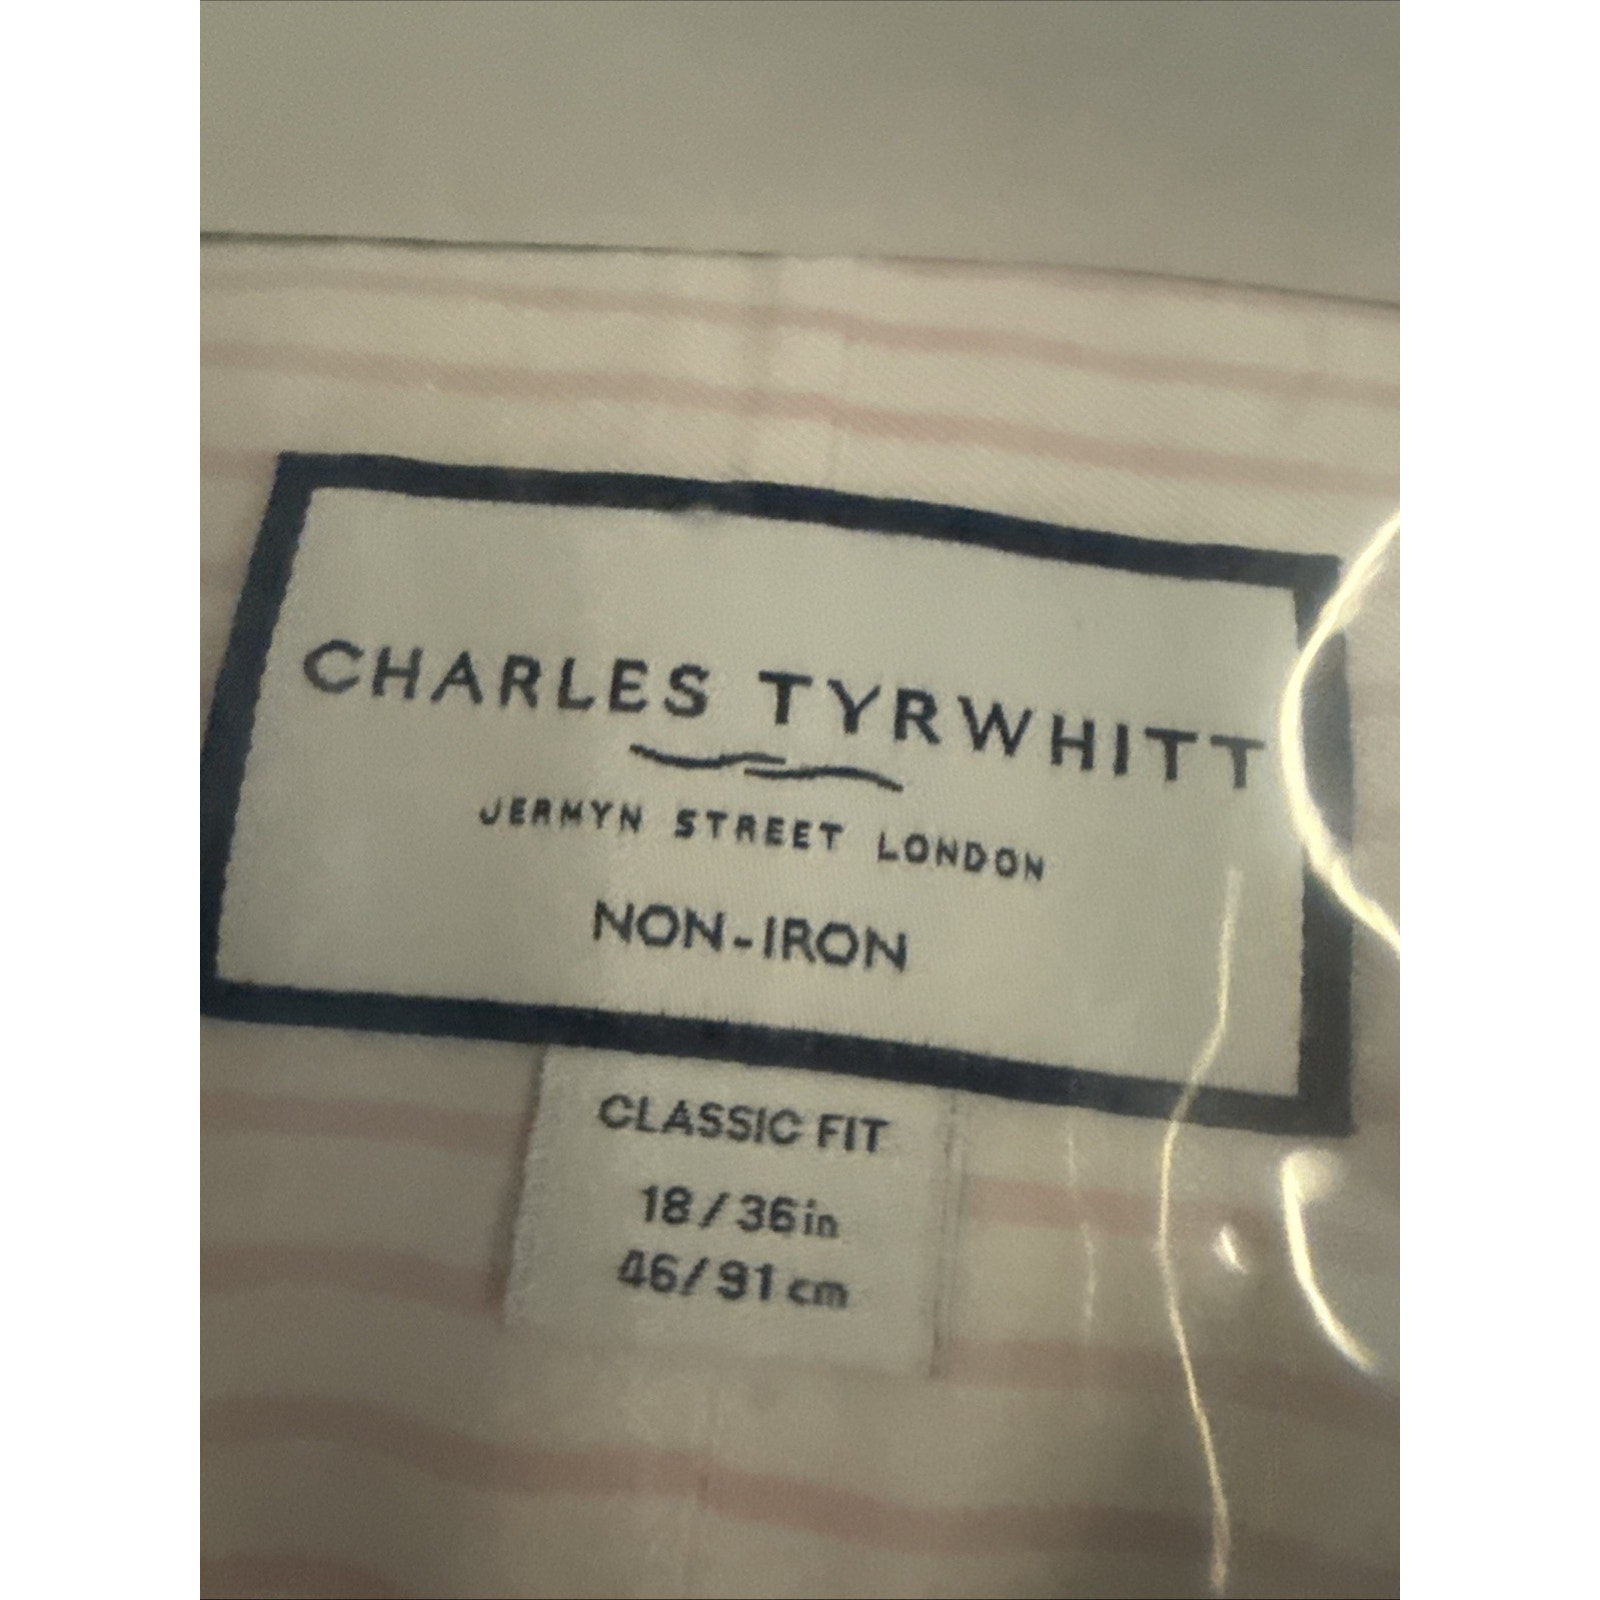 CHARLES TYRWHITT
JERMYN STREET LONDON
NON-IRON
CLASSIC FIT
18/36in
46/91cm